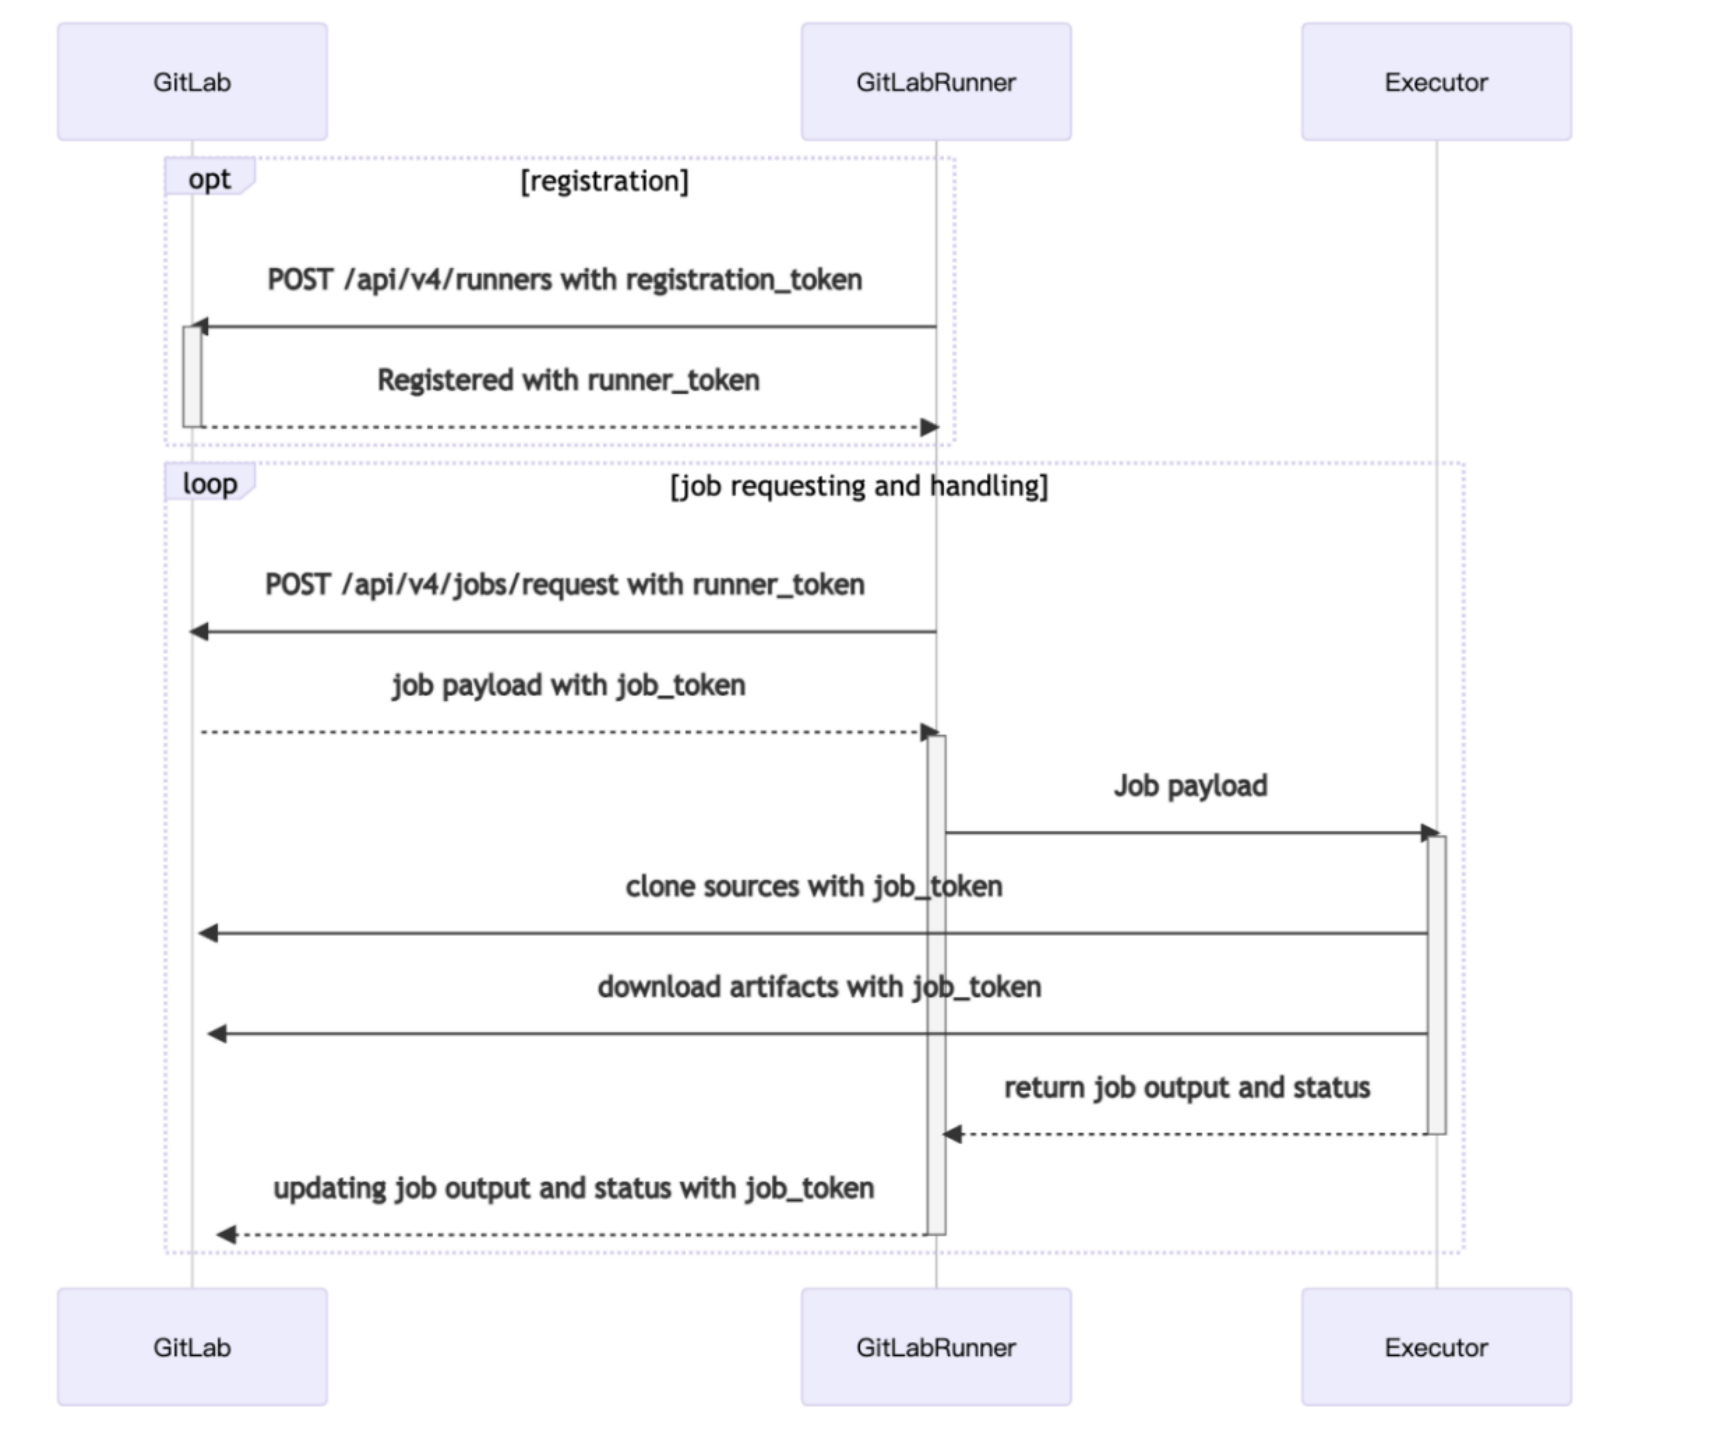 GitLab
GitLabRunner
Executor
opt
[registration]
POST /api/v4/runners with registration_token
Registered with runner_token
loop
[job requesting and handling]
POST /api/v4/jobs/request with runner_token
job payload with job_token
Job payload
clone sources with job_token
download artifacts with job_token
return job output and status
updating job output and status with job_token
GitLab
GitLabRunner
Executor